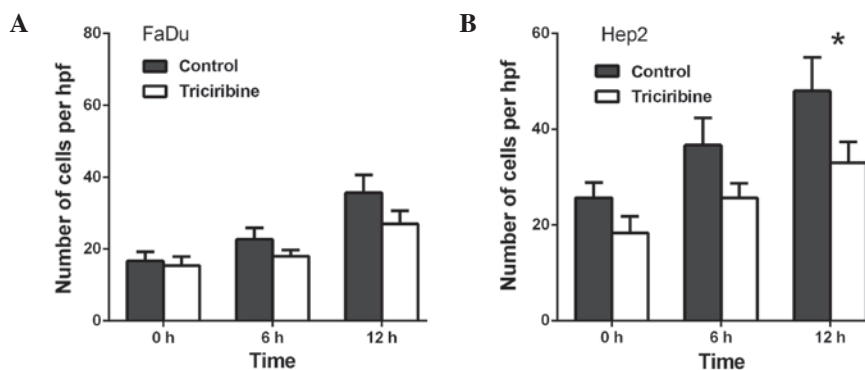 A
FaDu
Control
Triciribine
Number of cells per hpf
80
60
40
20
0
0 h
6 h
12 h
Time
B
Hep2
*
Control
Triciribine
Number of cells per hpf
60
40
20
0
0 h
6 h
12 h
Time